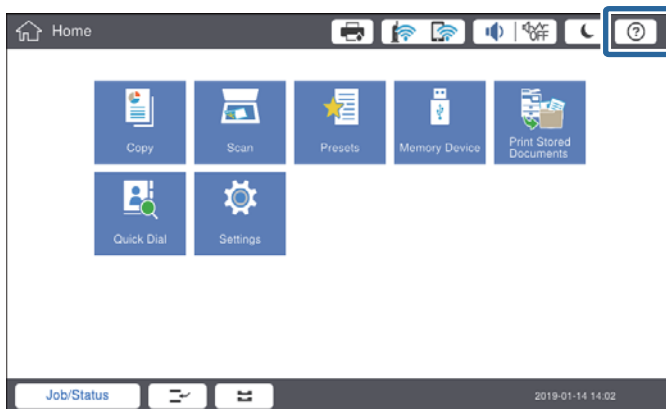 Home
OFF
?
Copy
Scan
Presets
Memory Device
Print Stored
Documents
Quick Dial
Settings
Job/Status
2019-01-14 14:02